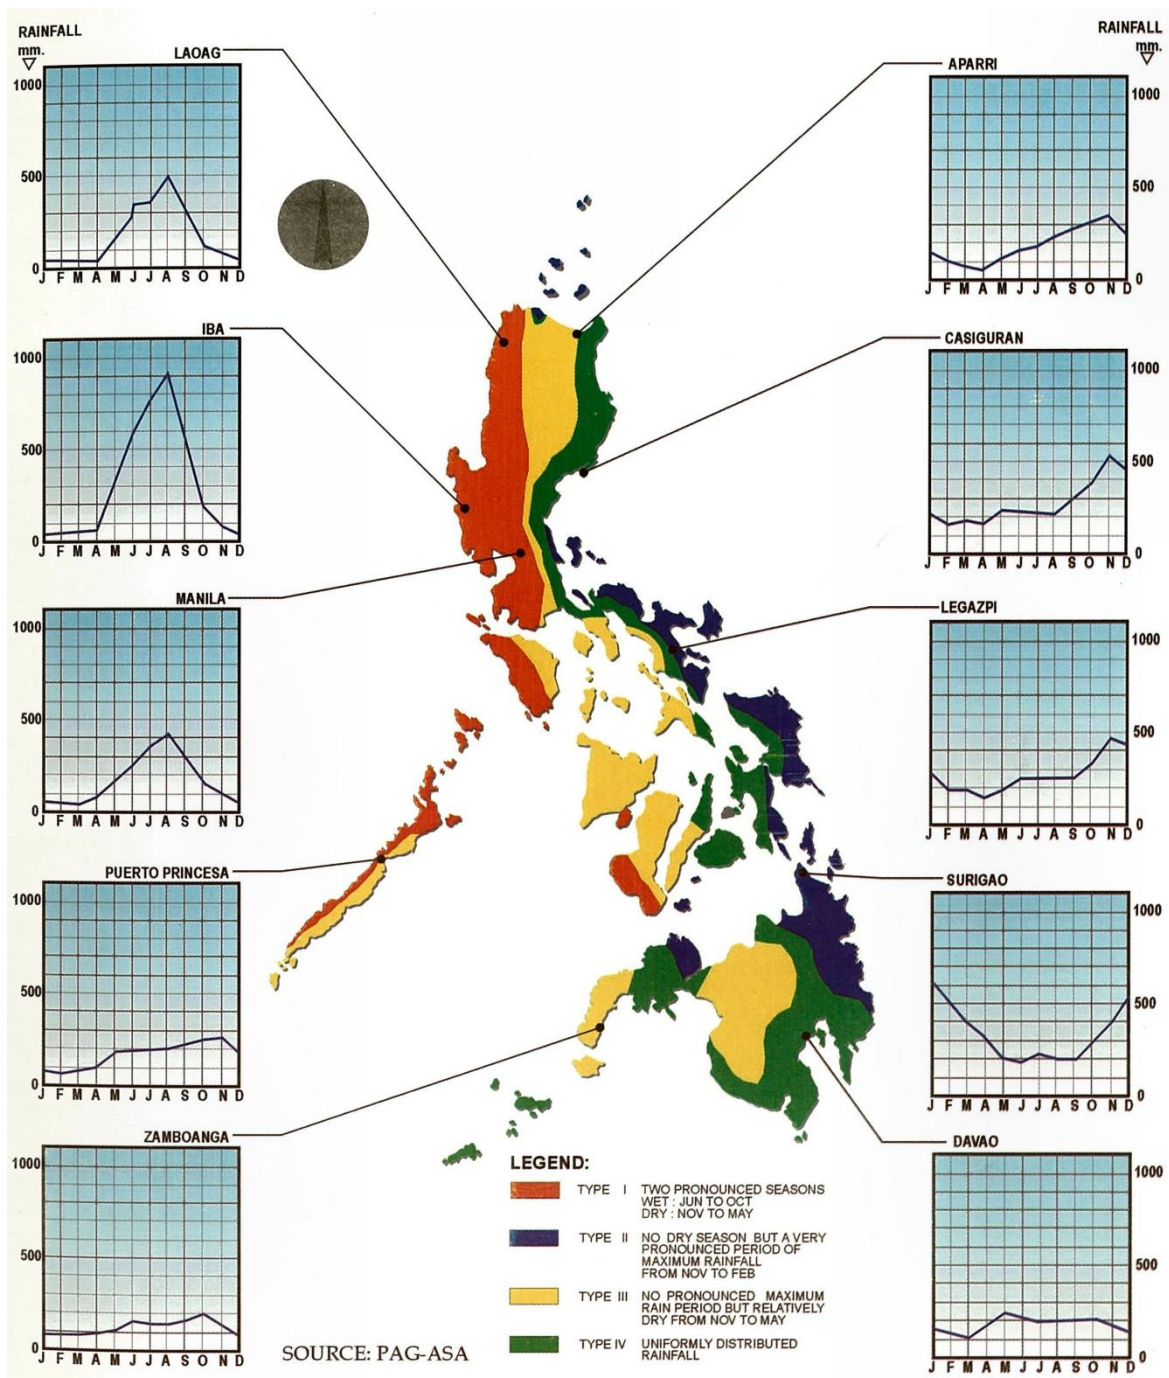 RAINFALL
mm.
LAOAG
1000
500
0
J F M A M J J A S O N D
IBA
1000
500
0
J F M A M J J A S O N D
MANILA
1000
500
0
J F M A M J J A S O N D
PUERTO PRINCESA
1000
500
0
J F M A M J J A S O N D
ZAMBOANGA
1000
500
0
J F M A M J J A S O N D
RAINFALL
mm.
APARRI
1000
500
0
J F M A M J J A S O N D
CASIGURAN
1000
500
0
J F M A M J J A S O N D
LEGAZPI
1000
500
0
J F M A M J J A S O N D
SURIGAO
1000
500
0
J F M A M J J A S O N D
DAVAO
1000
500
0
J F M A M J J A S O N D
LEGEND:
TYPE I TWO PRONOUNCED SEASONS
WET : JUN TO OCT
DRY : NOV TO MAY
TYPE II NO DRY SEASON BUT A VERY
PRONOUNCED PERIOD OF
MAXIMUM RAINFALL
FROM NOV TO FEB
TYPE III NO PRONOUNCED MAXIMUM
RAIN PERIOD BUT RELATIVELY
DRY FROM NOV TO MAY
TYPE IV UNIFORMLY DISTRIBUTED
RAINFALL
SOURCE: PAG-ASA